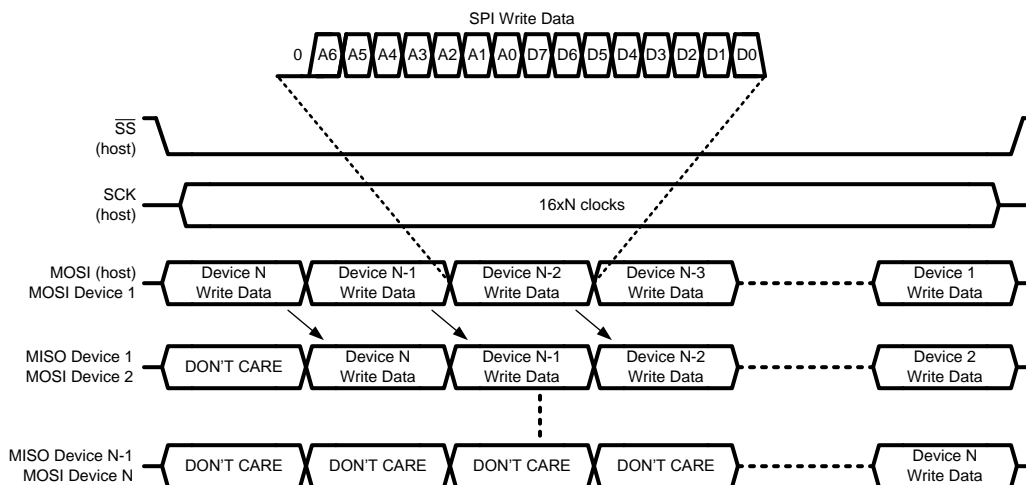 SPI Write Data
0 A6 A5 A4 A3 A2 A1 A0 D7 D6 D5 D4 D3 D2 D1 D0
SS
(host)
SCK
(host)
16xN clocks
MOSI (host)
MOSI Device 1
Device N
Write Data
Device N-1
Write Data
Device N-2
Write Data
Device N-3
Write Data
Device 1
Write Data
MISO Device 1
MOSI Device 2
DON'T CARE
Device N
Write Data
Device N-1
Write Data
Device N-2
Write Data
Device 2
Write Data
MISO Device N-1
MOSI Device N
DON'T CARE
DON'T CARE
DON'T CARE
DON'T CARE
Device N
Write Data